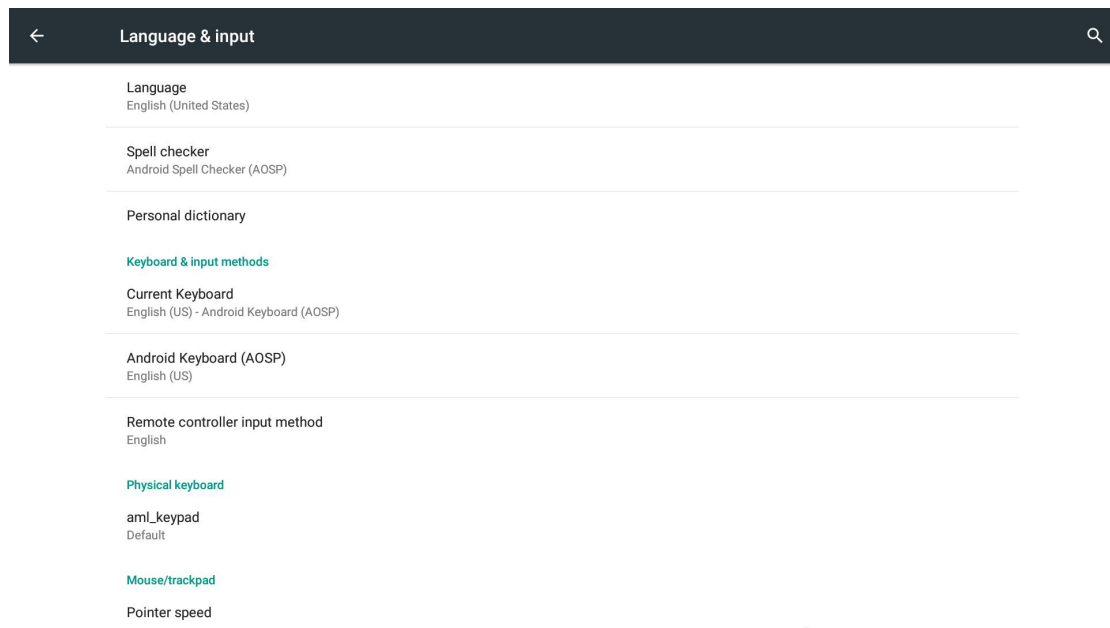 Language & input
Language
English (United States)
Spell checker
Android Spell Checker (AOSP)
Personal dictionary
Keyboard & input methods
Current Keyboard
English (US) - Android Keyboard (AOSP)
Android Keyboard (AOSP)
English (US)
Remote controller input method
English
Physical keyboard
aml_keypad
Default
Mouse/trackpad
Pointer speed